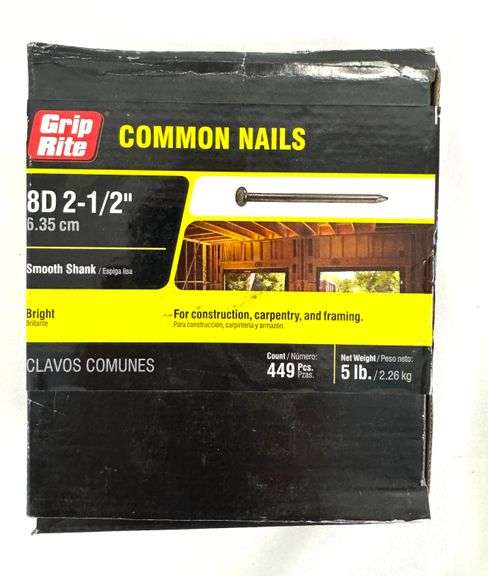 Grip
Rite
COMMON NAILS
8D 2-1/2"
6.35 cm
Smooth Shank / Espiga lisa
Bright
Brillante
For construction, carpentry, and framing.
Para construcción, carpintería y armazón.
CLAVOS COMUNES
Count / Número:
449 Pcs.
Pzas.
Net Weight / Peso neto:
5 lb. / 2.26 kg